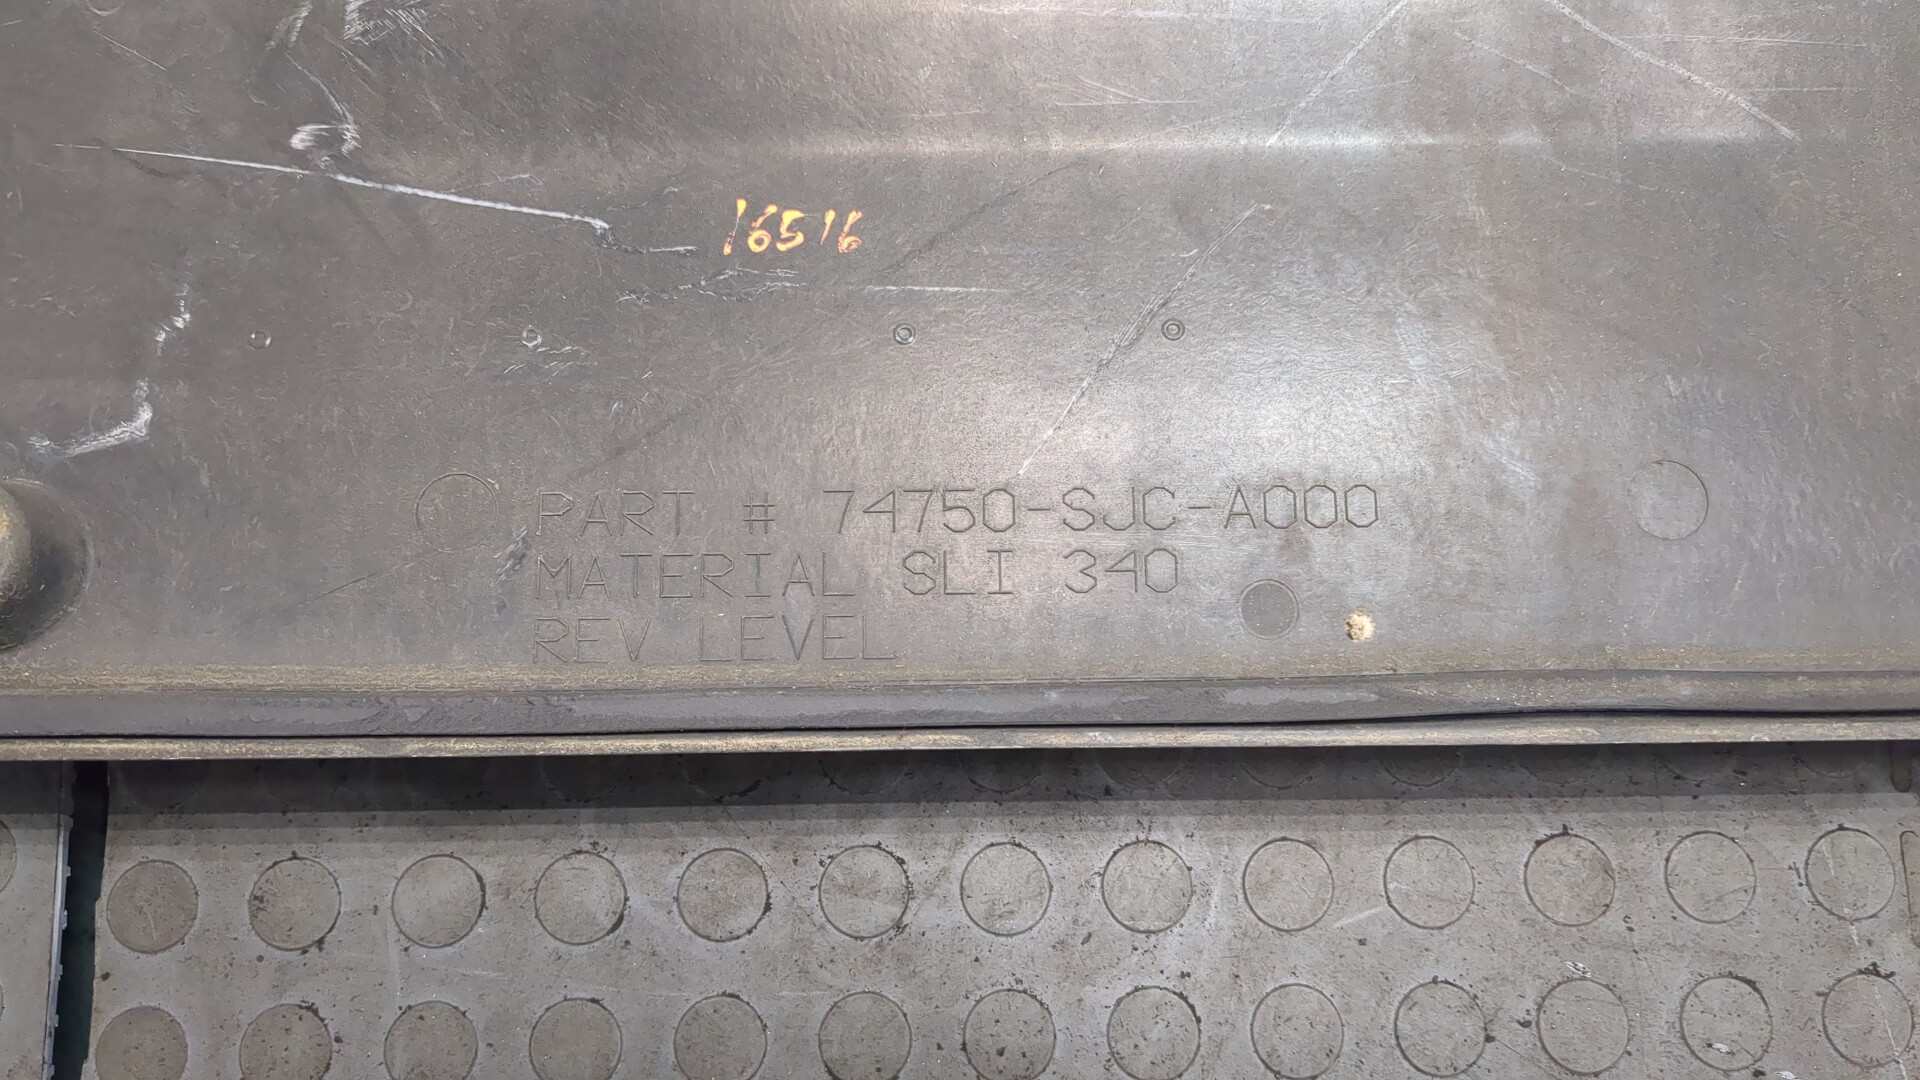 16516
PART # 74750-SJC-A000
MATERIAL SLI 340
REV LEVEL